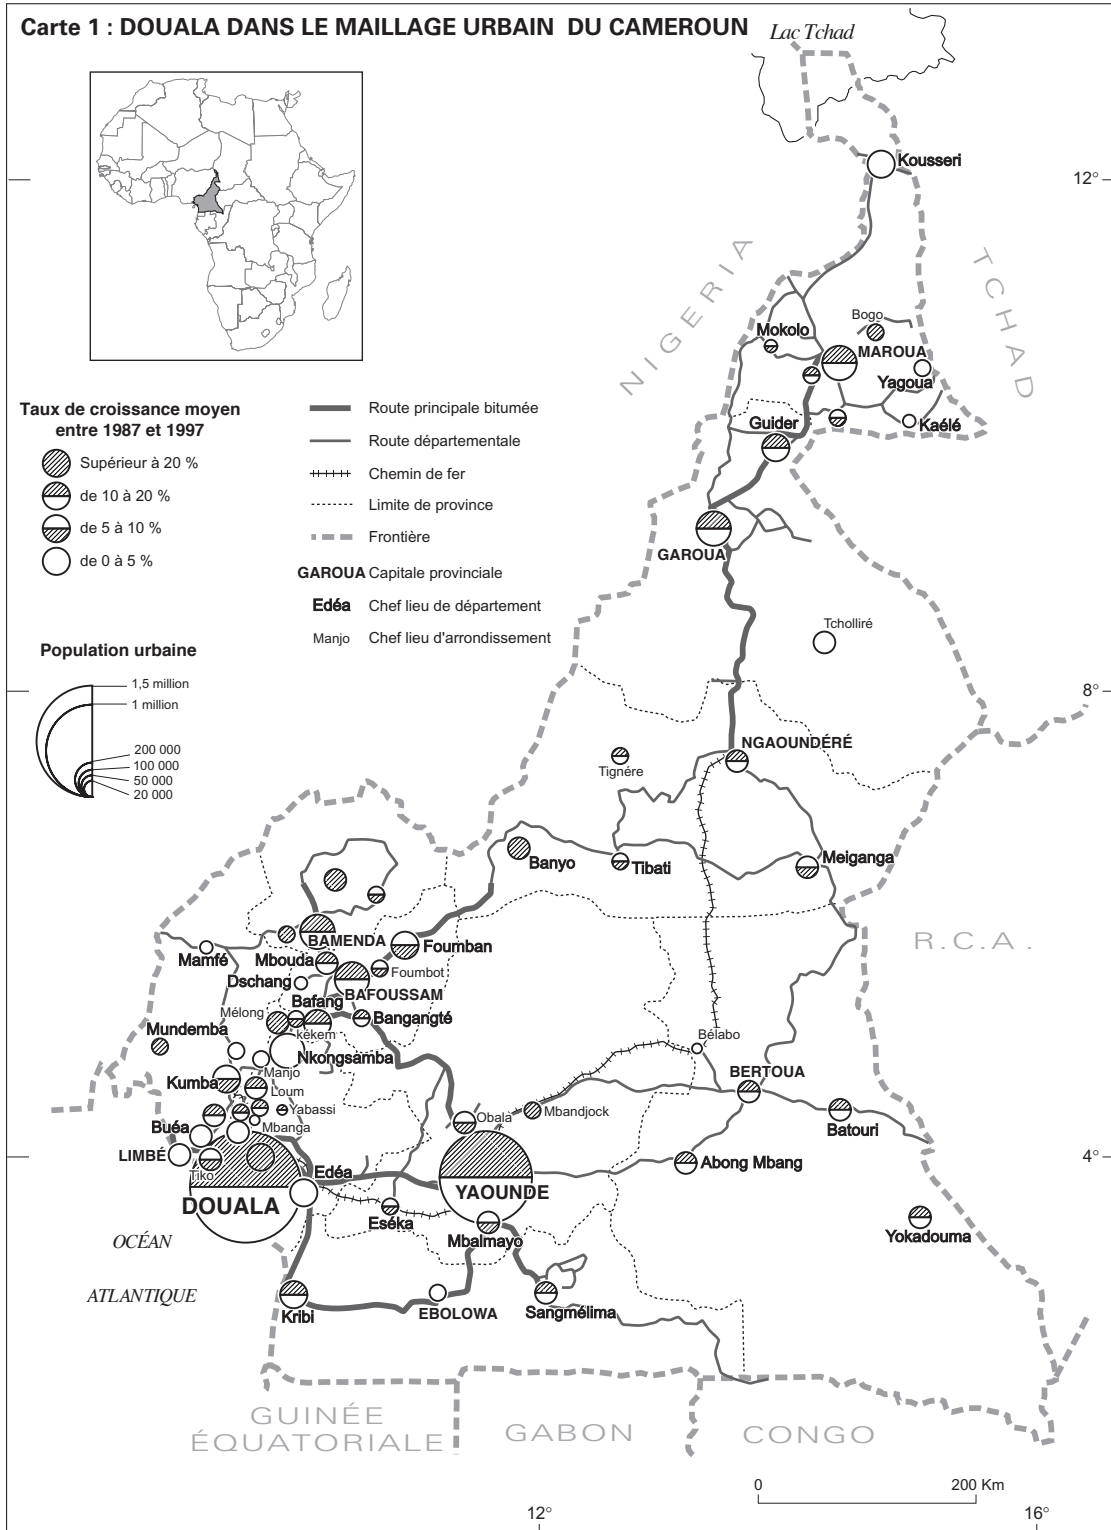 Carte 1 : DOUALA DANS LE MAILLAGE URBAIN DU CAMEROUN
Lac Tchad
Kousseri
12°
NIGERIA
TCHAD
Bogo
Mokolo
MAROUA
Yagoua
Guider
Kaélé
Taux de croissance moyen
entre 1987 et 1997
Supérieur à 20 %
de 10 à 20 %
de 5 à 10 %
de 0 à 5 %
Route principale bitumée
Route départementale
Chemin de fer
Limite de province
Frontière
GAROUA Capitale provinciale
Edéa Chef lieu de département
Manjo Chef lieu d'arrondissement
GAROUA
Tcholliré
Population urbaine
1,5 million
1 million
200 000
100 000
50 000
20 000
8°
NGAOUNDÉRÉ
Tignére
Banyo
Tibati
Meiganga
R.C.A.
BAMENDA
Foumban
Mamfé
Mbouda
Foumbot
Dschang
BAFOUSSAM
Bafang
Mélong
Bangangté
Mundemba
kékem
Nkongsamba
Bélabo
Manjo
Kumba
Loum
BERTOUA
Yabassi
Obala
Mbandjock
Buéa
Mbanga
Batouri
LIMBÉ
4°
Tiko
Edéa
Abong Mbang
YAOUNDE
DOUALA
Eséka
Mbalmayo
Yokadouma
OCÉAN
ATLANTIQUE
Kribi
EBOLOWA
Sangmélima
GUINÉE
ÉQUATORIALE
GABON
CONGO
0 200 Km
12°
16°